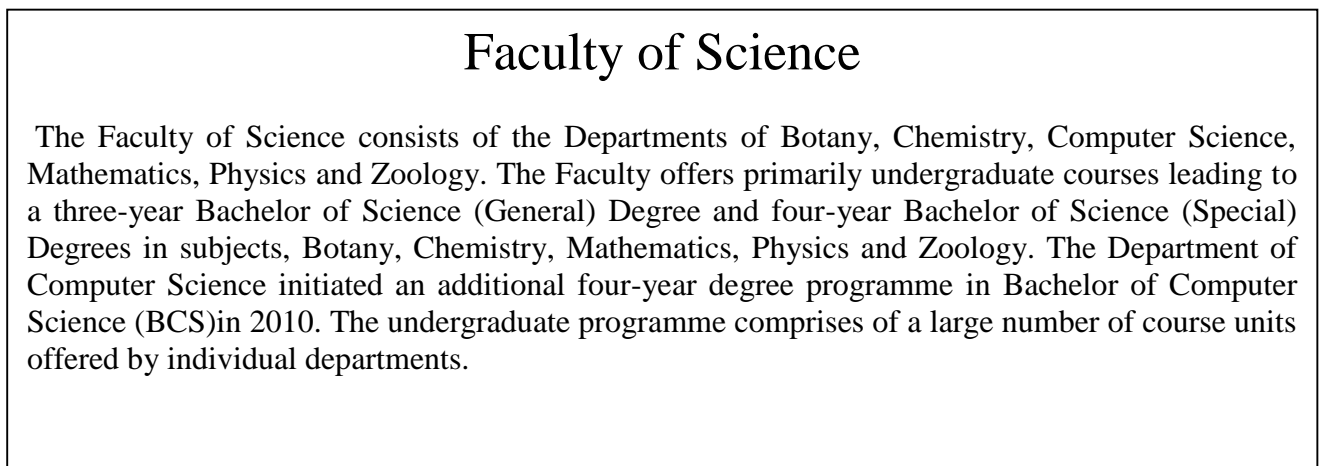 Faculty of Science
The Faculty of Science consists of the Departments of Botany, Chemistry, Computer Science,
Mathematics, Physics and Zoology. The Faculty offers primarily undergraduate courses leading to
a three-year Bachelor of Science (General) Degree and four-year Bachelor of Science (Special)
Degrees in subjects, Botany, Chemistry, Mathematics, Physics and Zoology. The Department of
Computer Science initiated an additional four-year degree programme in Bachelor of Computer
Science (BCS)in 2010. The undergraduate programme comprises of a large number of course units
offered by individual departments.